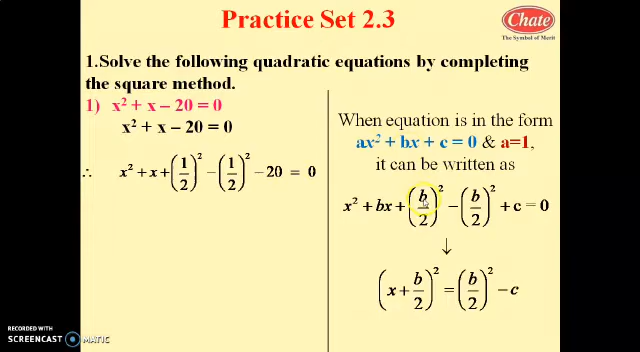 Practice Set 2.3
Chate
The Symbol of Merit
1.Solve the following quadratic equations by completing
the square method.
1) x² + x – 20 = 0
x² + x – 20 = 0
∴ x² + x + (1/2)² − (1/2)² − 20 = 0
When equation is in the form
ax² + bx + c = 0 & a=1,
it can be written as
x² + bx + (b/2)² − (b/2)² + c = 0
↓
(x + b/2)² = (b/2)² − c
RECORDED WITH
SCREENCAST MATIC